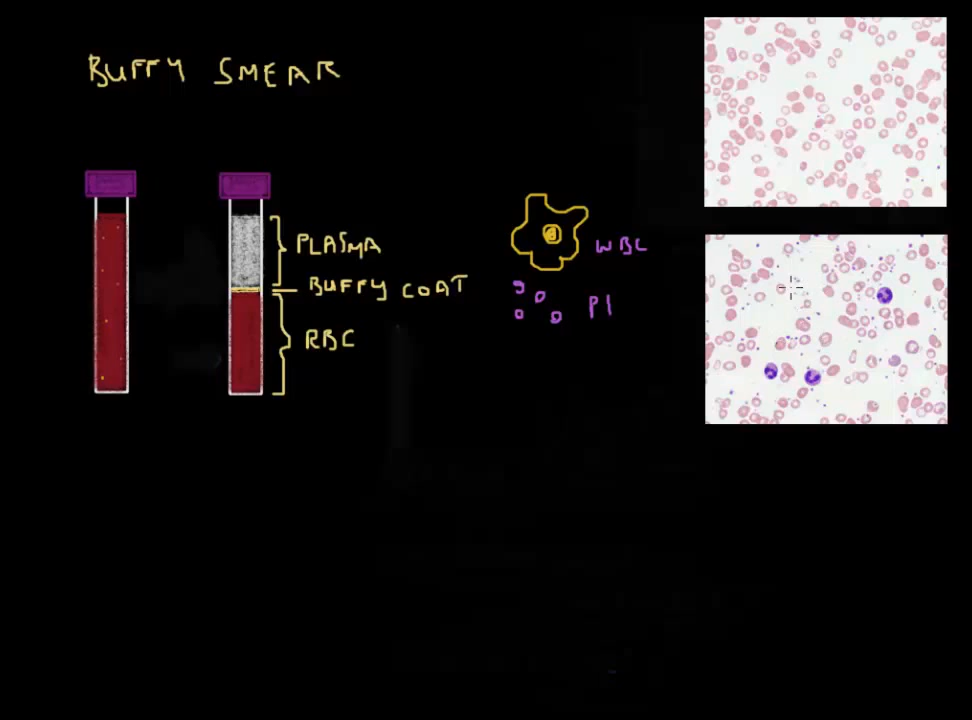 BUFFY SMEAR
PLASMA
BUFFY COAT
RBC
WBC
Pl